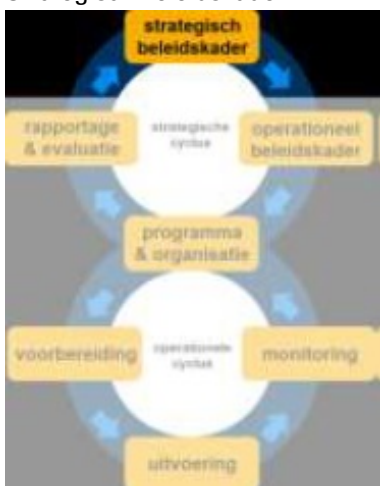 strategisch
beleidskader
rapportage
& evaluatie
strategische
cyclus
operationeel
beleidskader
programma
& organisatie
voorbereiding
operationele
cyclus
monitoring
uitvoering